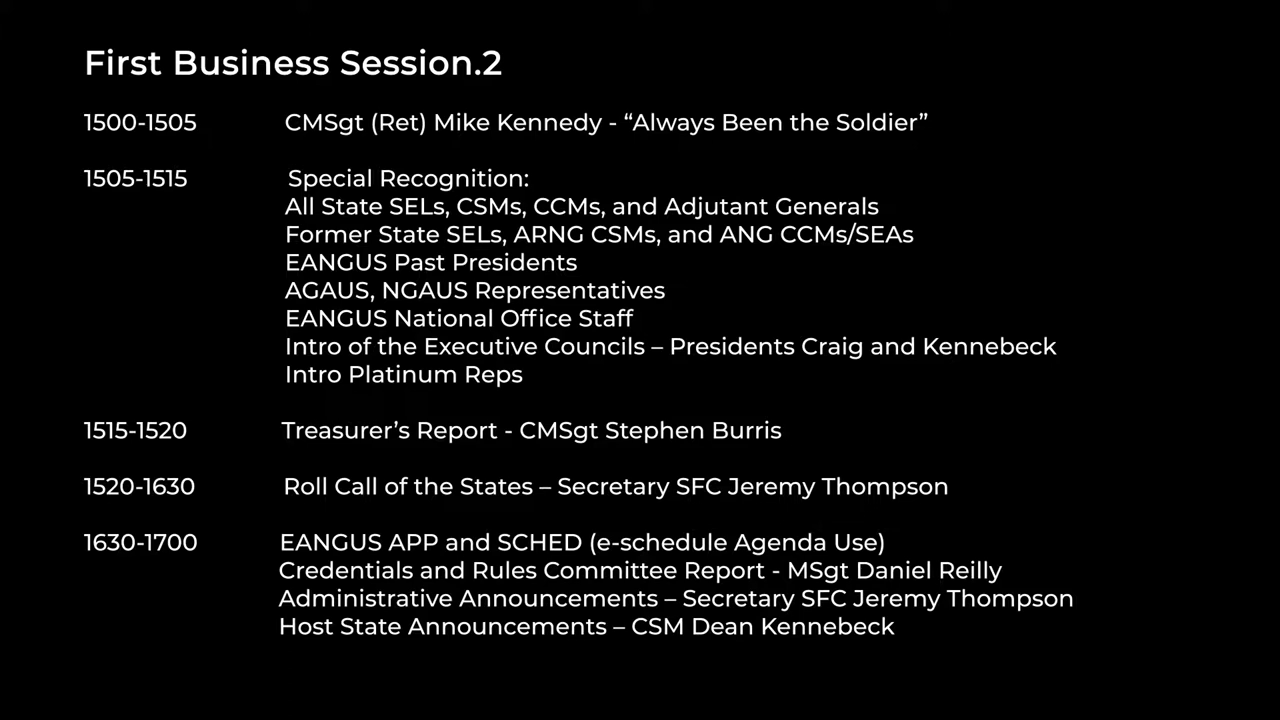 First Business Session.2
1500-1505 CMSgt (Ret) Mike Kennedy - “Always Been the Soldier”
1505-1515 Special Recognition:
All State SELs, CSMs, CCMs, and Adjutant Generals
Former State SELs, ARNG CSMs, and ANG CCMs/SEAs
EANGUS Past Presidents
AGAUS, NGAUS Representatives
EANGUS National Office Staff
Intro of the Executive Councils – Presidents Craig and Kennebeck
Intro Platinum Reps
1515-1520 Treasurer’s Report - CMSgt Stephen Burris
1520-1630 Roll Call of the States – Secretary SFC Jeremy Thompson
1630-1700 EANGUS APP and SCHED (e-schedule Agenda Use)
Credentials and Rules Committee Report - MSgt Daniel Reilly
Administrative Announcements – Secretary SFC Jeremy Thompson
Host State Announcements – CSM Dean Kennebeck